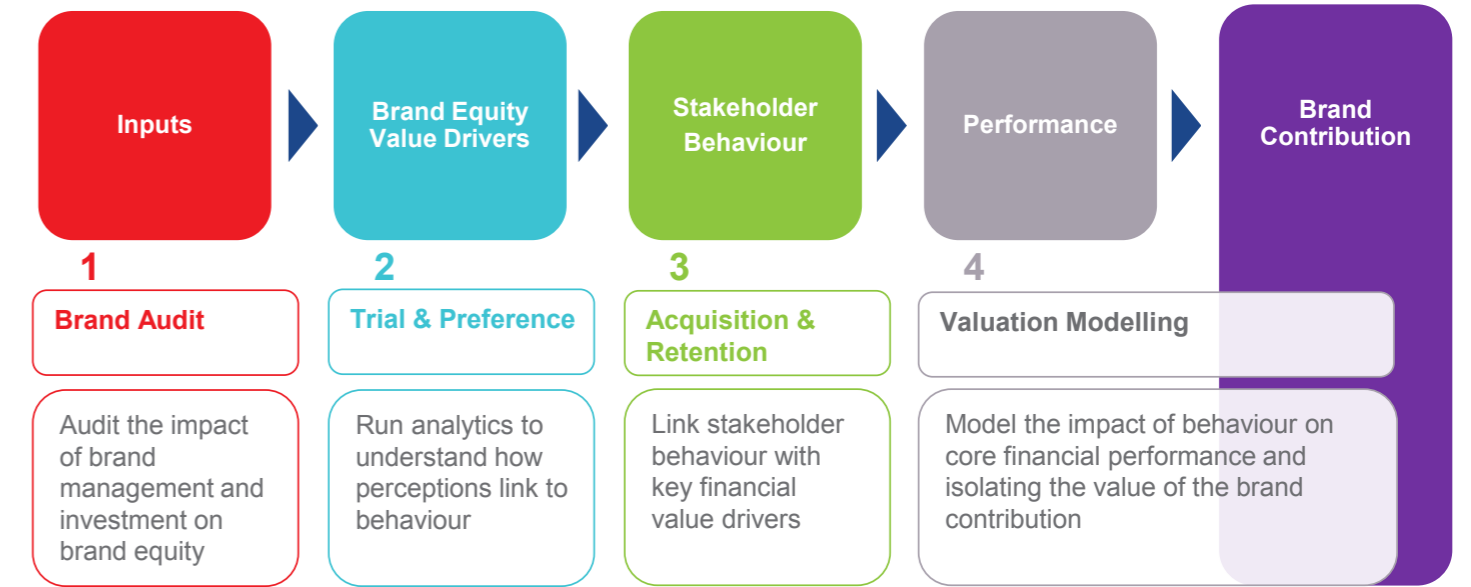 Inputs
Brand Equity
Value Drivers
Stakeholder
Behaviour
Performance
Brand
Contribution
1
Brand Audit
Audit the impact
of brand
management and
investment on
brand equity
2
Trial & Preference
Run analytics to
understand how
perceptions link to
behaviour
3
Acquisition &
Retention
Link stakeholder
behaviour with
key financial
value drivers
4
Valuation Modelling
Model the impact of behaviour on
core financial performance and
isolating the value of the brand
contribution